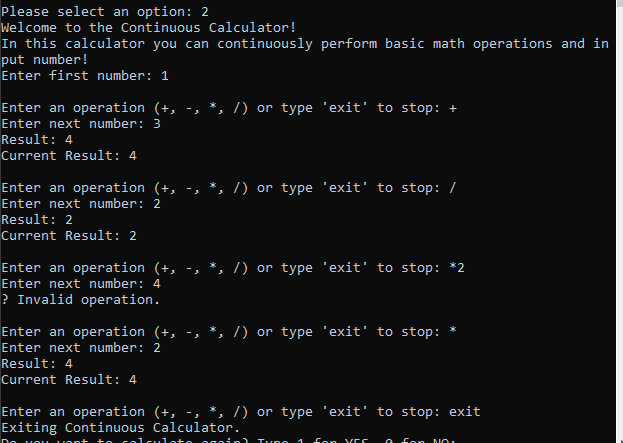 Please select an option: 2
Welcome to the Continuous Calculator!
In this calculator you can continuously perform basic math operations and in
put number!
Enter first number: 1
Enter an operation (+, -, *, /) or type 'exit' to stop: +
Enter next number: 3
Result: 4
Current Result: 4
Enter an operation (+, -, *, /) or type 'exit' to stop: /
Enter next number: 2
Result: 2
Current Result: 2
Enter an operation (+, -, *, /) or type 'exit' to stop: *2
Enter next number: 4
? Invalid operation.
Enter an operation (+, -, *, /) or type 'exit' to stop: *
Enter next number: 2
Result: 4
Current Result: 4
Enter an operation (+, -, *, /) or type 'exit' to stop: exit
Exiting Continuous Calculator.
Do you want to calculate again? Type 1 for YES, 0 for NO: